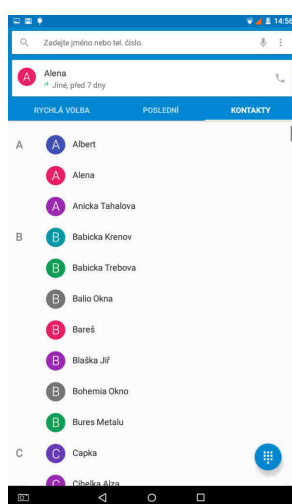 14:56
Zadejte jméno nebo tel. číslo.
Alena
Jiné, před 7 dny
RYCHLÁ VOLBA POSLEDNÍ KONTAKTY
A
A Albert
A Alena
A Anicka Tahalova
B
B Babicka Krenov
B Babicka Trebova
B Balio Okna
B Bareš
B Blaška Jiř
B Bohemia Okno
B Bures Metalu
C
C Capka
C Cihelka Alza